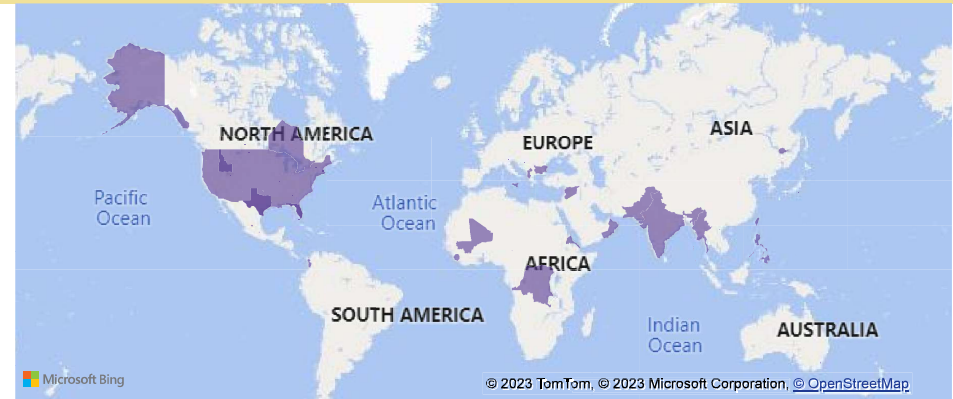 NORTH AMERICA
EUROPE
ASIA
Pacific
Ocean
Atlantic
Ocean
AFRICA
SOUTH AMERICA
Indian
Ocean
AUSTRALIA
Microsoft Bing
© 2023 TomTom, © 2023 Microsoft Corporation, © OpenStreetMap